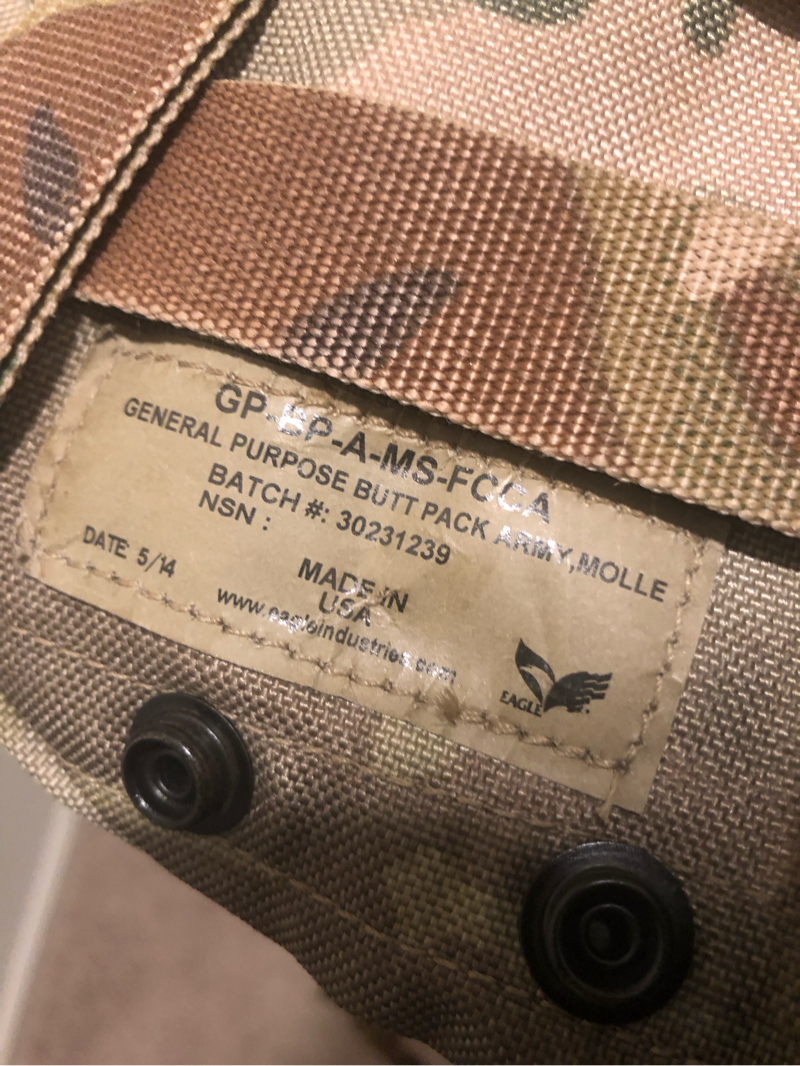 GP-BP-A-MS-FCCA
GENERAL PURPOSE BUTT PACK ARMY,MOLLE
BATCH #: 30231239
NSN :
DATE: 5/14
MADE IN
USA
www.eagleindustries.com
EAGLE